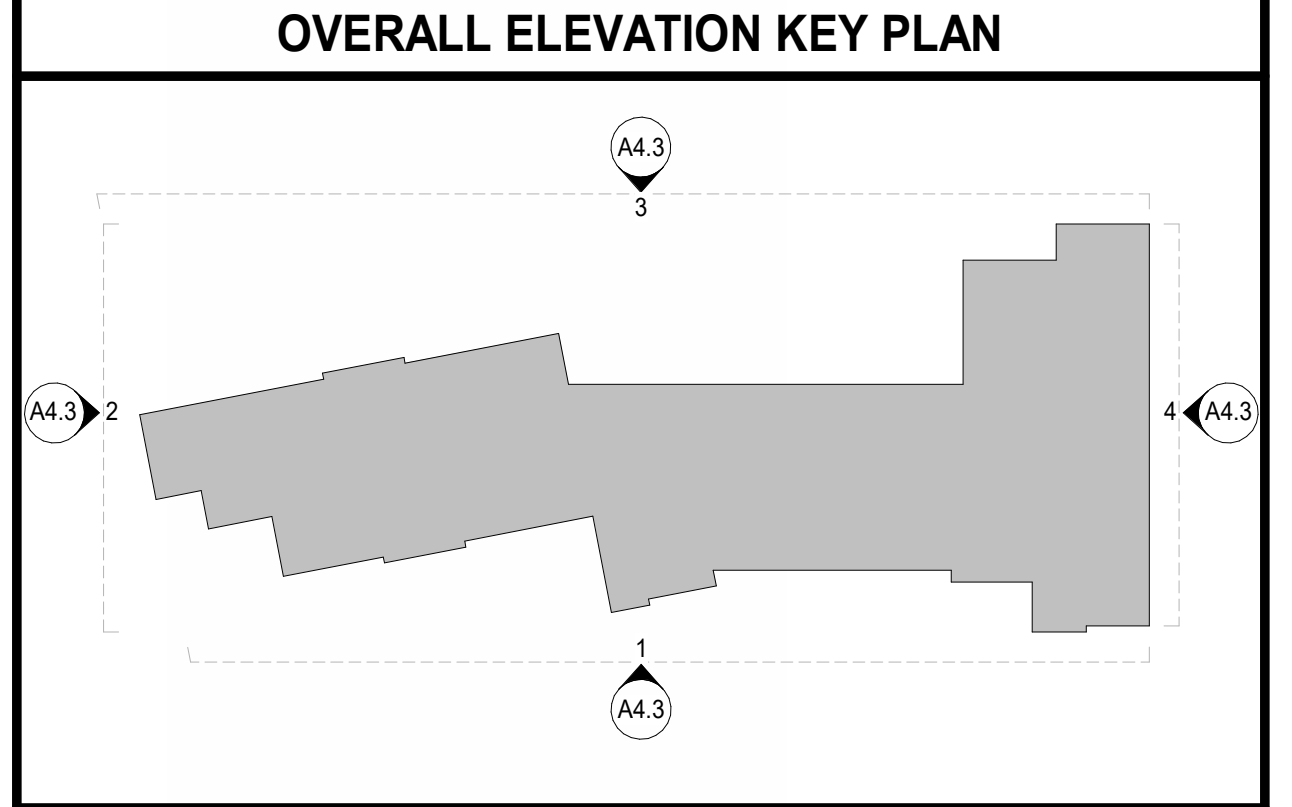 OVERALL ELEVATION KEY PLAN
A4.3
3
A4.3 2
4 A4.3
1
A4.3